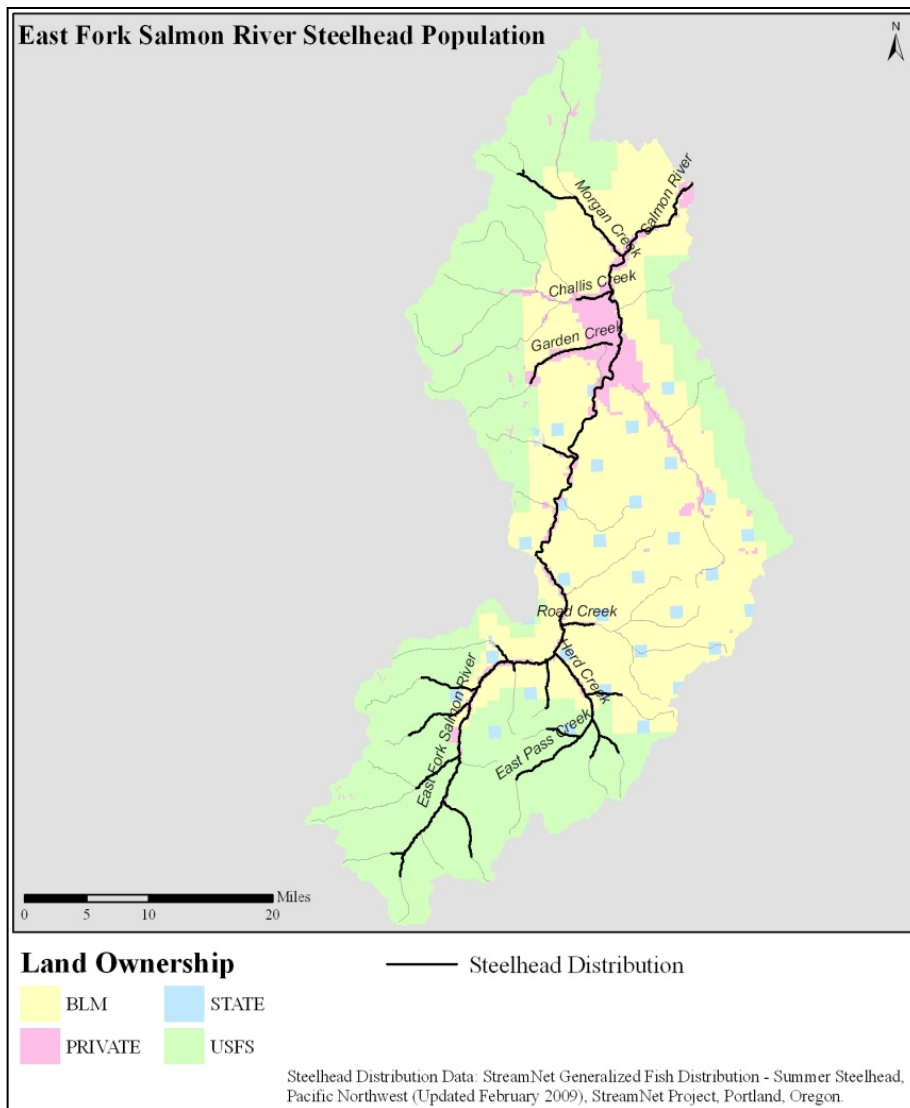 East Fork Salmon River Steelhead Population
N
Morgan Creek
Salmon River
Challis Creek
Garden Creek
Road Creek
Herd Creek
East Fork Salmon River
East Pass Creek
Miles
0 5 10 20
Land Ownership
Steelhead Distribution
BLM
STATE
PRIVATE
USFS
Steelhead Distribution Data: StreamNet Generalized Fish Distribution - Summer Steelhead,
Pacific Northwest (Updated February 2009), StreamNet Project, Portland, Oregon.